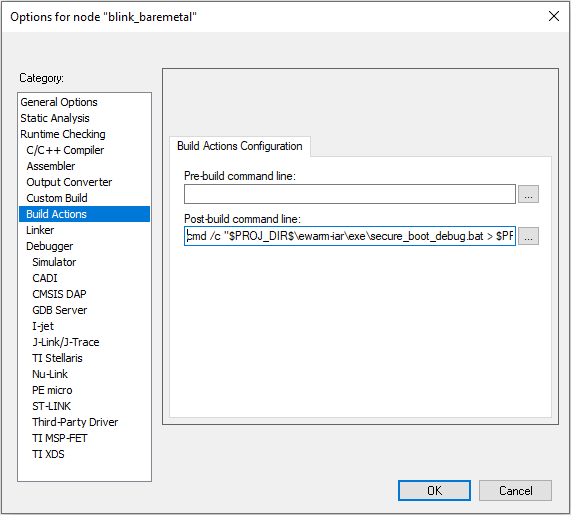 Options for node "blink_baremetal"
Category:
General Options
Static Analysis
Runtime Checking
C/C++ Compiler
Assembler
Output Converter
Custom Build
Build Actions
Linker
Debugger
Simulator
CADI
CMSIS DAP
GDB Server
I-jet
J-Link/J-Trace
TI Stellaris
Nu-Link
PE micro
ST-LINK
Third-Party Driver
TI MSP-FET
TI XDS
Build Actions Configuration
Pre-build command line:
...
Post-build command line:
cmd /c "$PROJ_DIR$\ewarm-iar\exe\secure_boot_debug.bat > $PR
...
OK
Cancel